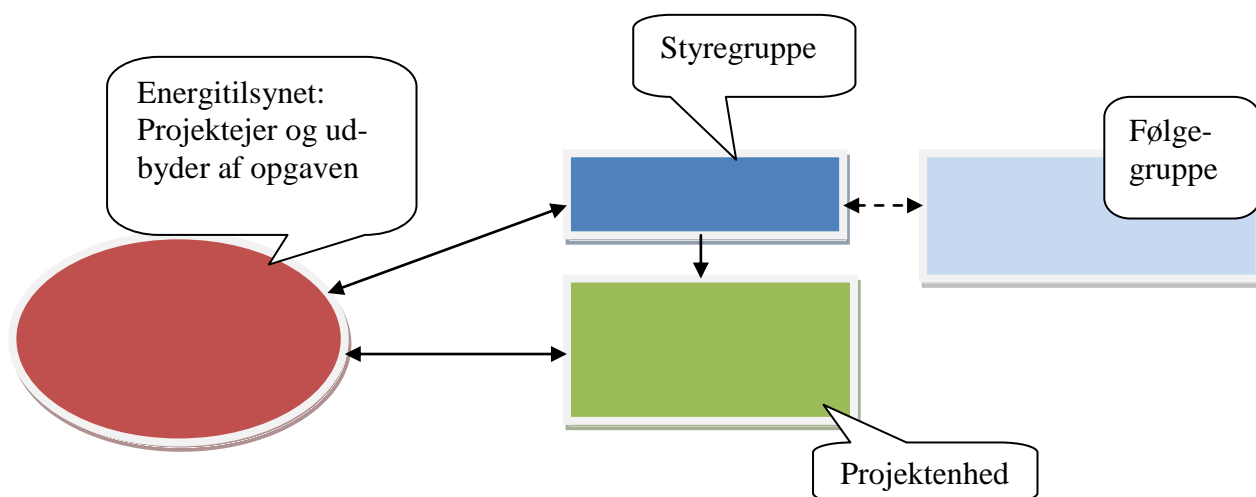 Styregruppe
Energitilsynet:
Projektejer og ud-
byder af opgaven
Følge-
gruppe
Projektenhed